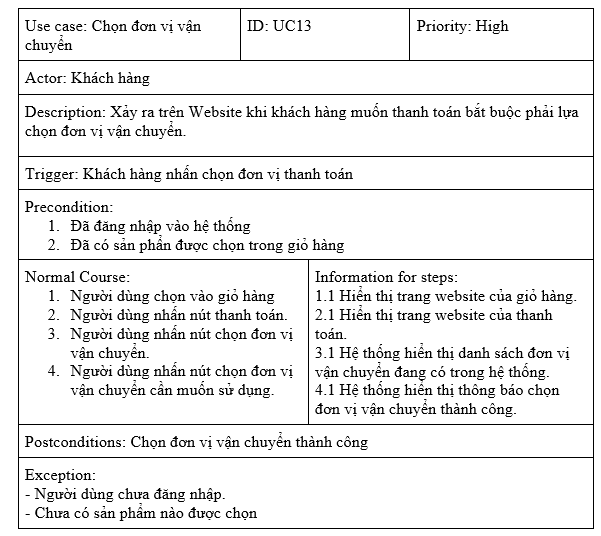 Use case: Chọn đơn vị vận
chuyển
ID: UC13
Priority: High
Actor: Khách hàng
Description: Xảy ra trên Website khi khách hàng muốn thanh toán bắt buộc phải lựa
chọn đơn vị vận chuyển.
Trigger: Khách hàng nhấn chọn đơn vị thanh toán
Precondition:
1. Đã đăng nhập vào hệ thống
2. Đã có sản phẩn được chọn trong giỏ hàng
Normal Course:
1. Người dùng chọn vào giỏ hàng
2. Người dùng nhấn nút thanh toán.
3. Người dùng nhấn nút chọn đơn vị
vận chuyển.
4. Người dùng nhấn nút chọn đơn vị
vận chuyển cần muốn sử dụng.
Information for steps:
1.1 Hiển thị trang website của giỏ hàng.
2.1 Hiển thị trang website của thanh
toán.
3.1 Hệ thống hiển thị danh sách đơn vị
vận chuyển đang có trong hệ thống.
4.1 Hệ thống hiển thị thông báo chọn
đơn vị vận chuyển thành công.
Postconditions: Chọn đơn vị vận chuyển thành công
Exception:
- Người dùng chưa đăng nhập.
- Chưa có sản phẩm nào được chọn